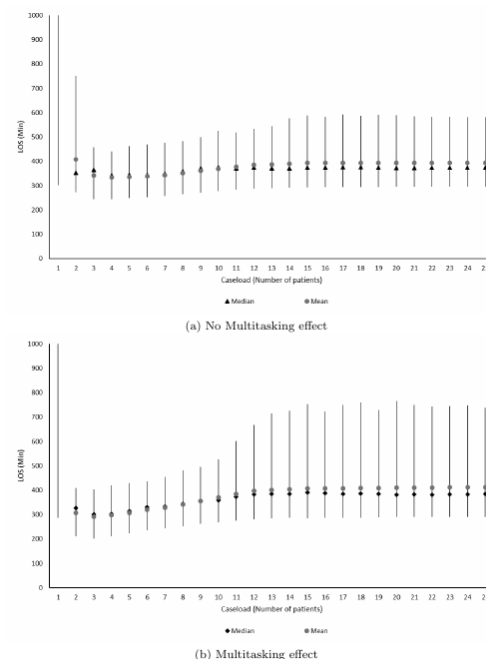 1000
900
800
700
600
500
400
300
200
100
0
LOS (Min)
1 2 3 4 5 6 7 8 9 10 11 12 13 14 15 16 17 18 19 20 21 22 23 24
Caseload (Number of patients)
Median Mean
(a) No Multitasking effect
1000
900
800
700
600
500
400
300
200
100
0
LOS (Min)
1 2 3 4 5 6 7 8 9 10 11 12 13 14 15 16 17 18 19 20 21 22 23 24
Caseload (Number of patients)
Median Mean
(b) Multitasking effect